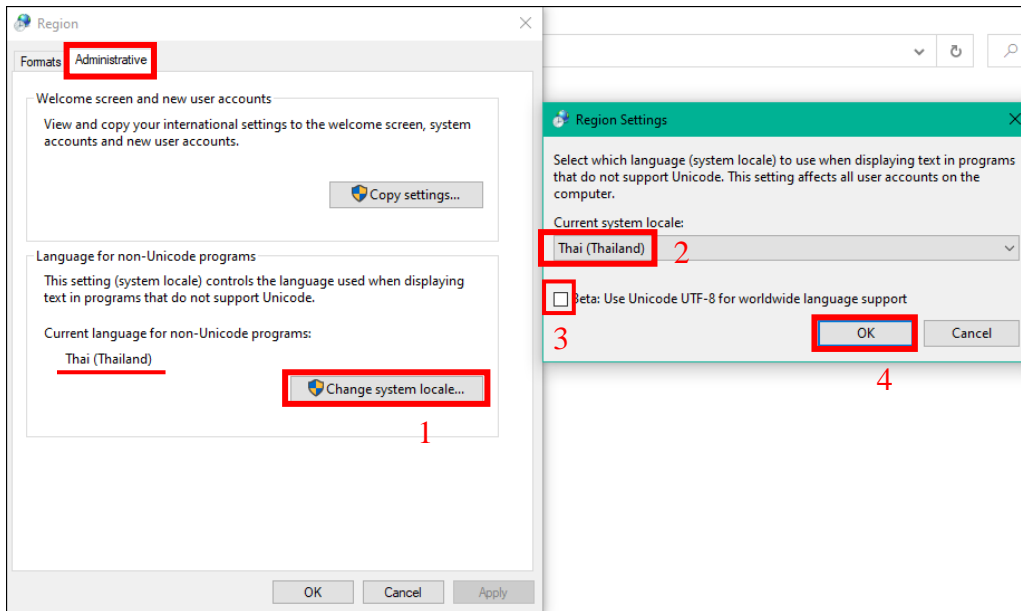 Region
Formats
Administrative
Welcome screen and new user accounts
View and copy your international settings to the welcome screen, system
accounts and new user accounts.
Copy settings...
Language for non-Unicode programs
This setting (system locale) controls the language used when displaying
text in programs that do not support Unicode.
Current language for non-Unicode programs:
Thai (Thailand)
Change system locale...
1
OK
Cancel
Apply
Region Settings
Select which language (system locale) to use when displaying text in programs
that do not support Unicode. This setting affects all user accounts on the
computer.
Current system locale:
Thai (Thailand)
2
Beta: Use Unicode UTF-8 for worldwide language support
3
OK
Cancel
4